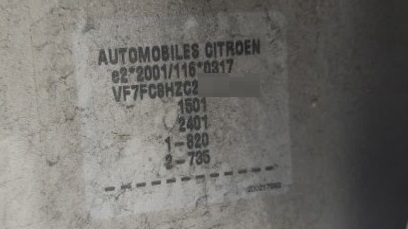 AUTOMOBILES CITROEN
e2*2001/116*0317
VF7FC8HZC2
1501
2401
1-820
2-735